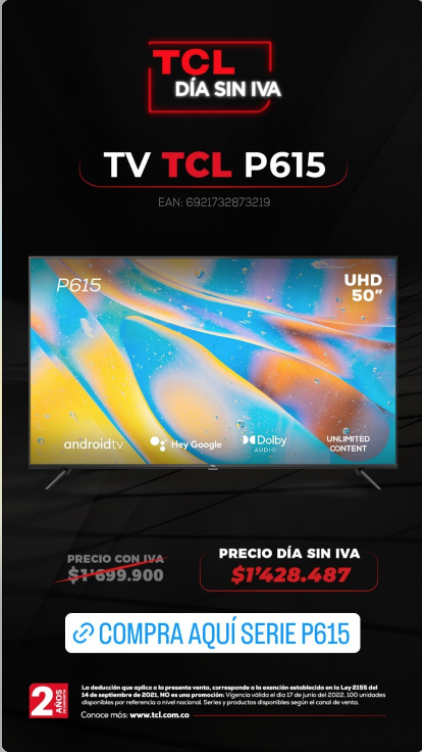 TCL
DÍA SIN IVA
TV TCL P615
EAN: 6921732873219
P615
UHD
50"
androidtv
Hey Google
Dolby
AUDIO
UNLIMITED
CONTENT
PRECIO CON IVA
$1'699.900
PRECIO DÍA SIN IVA
$1'428.487
COMPRA AQUÍ SERIE P615
2 AÑOS
La deducción que aplica a la presente venta, corresponde a la exención establecida en la Ley 2155 del
14 de septiembre de 2021, NO es una promoción: Vigencia válida el día 17 de junio del 2022, 100 unidades
disponibles por referencia a nivel nacional. Series y productos disponibles según el canal de venta.
Conoce más: www.tcl.com.co